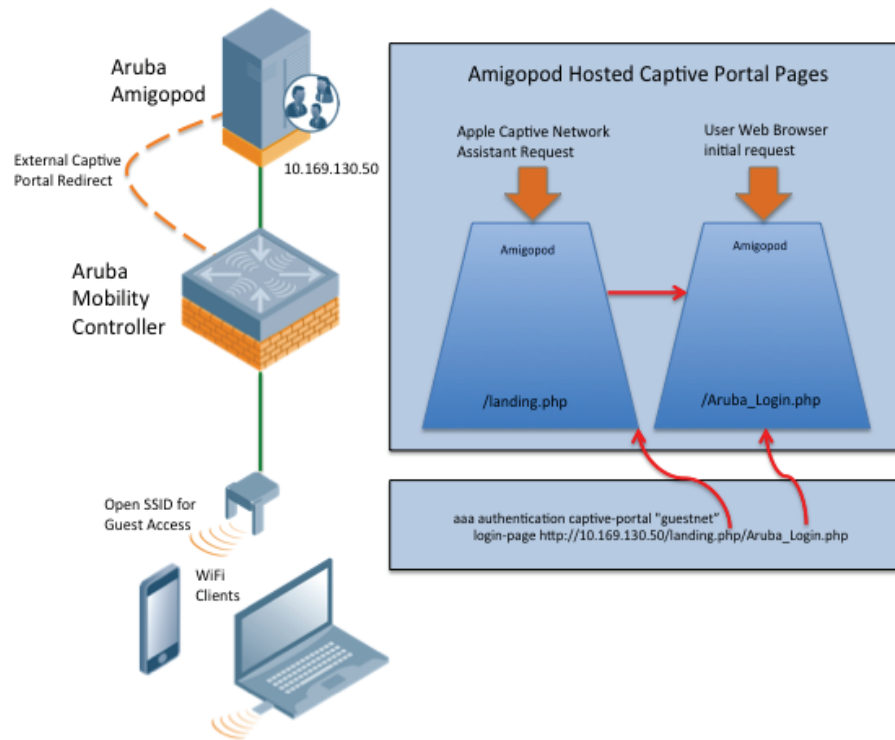 Aruba
Amigopod
External Captive
Portal Redirect
10.169.130.50
Aruba
Mobility
Controller
Open SSID for
Guest Access
WiFi
Clients
Amigopod Hosted Captive Portal Pages
Apple Captive Network
Assistant Request
User Web Browser
initial request
Amigopod
/landing.php
Amigopod
/Aruba_Login.php
aaa authentication captive-portal "guestnet"
login-page http://10.169.130.50/landing.php/Aruba_Login.php